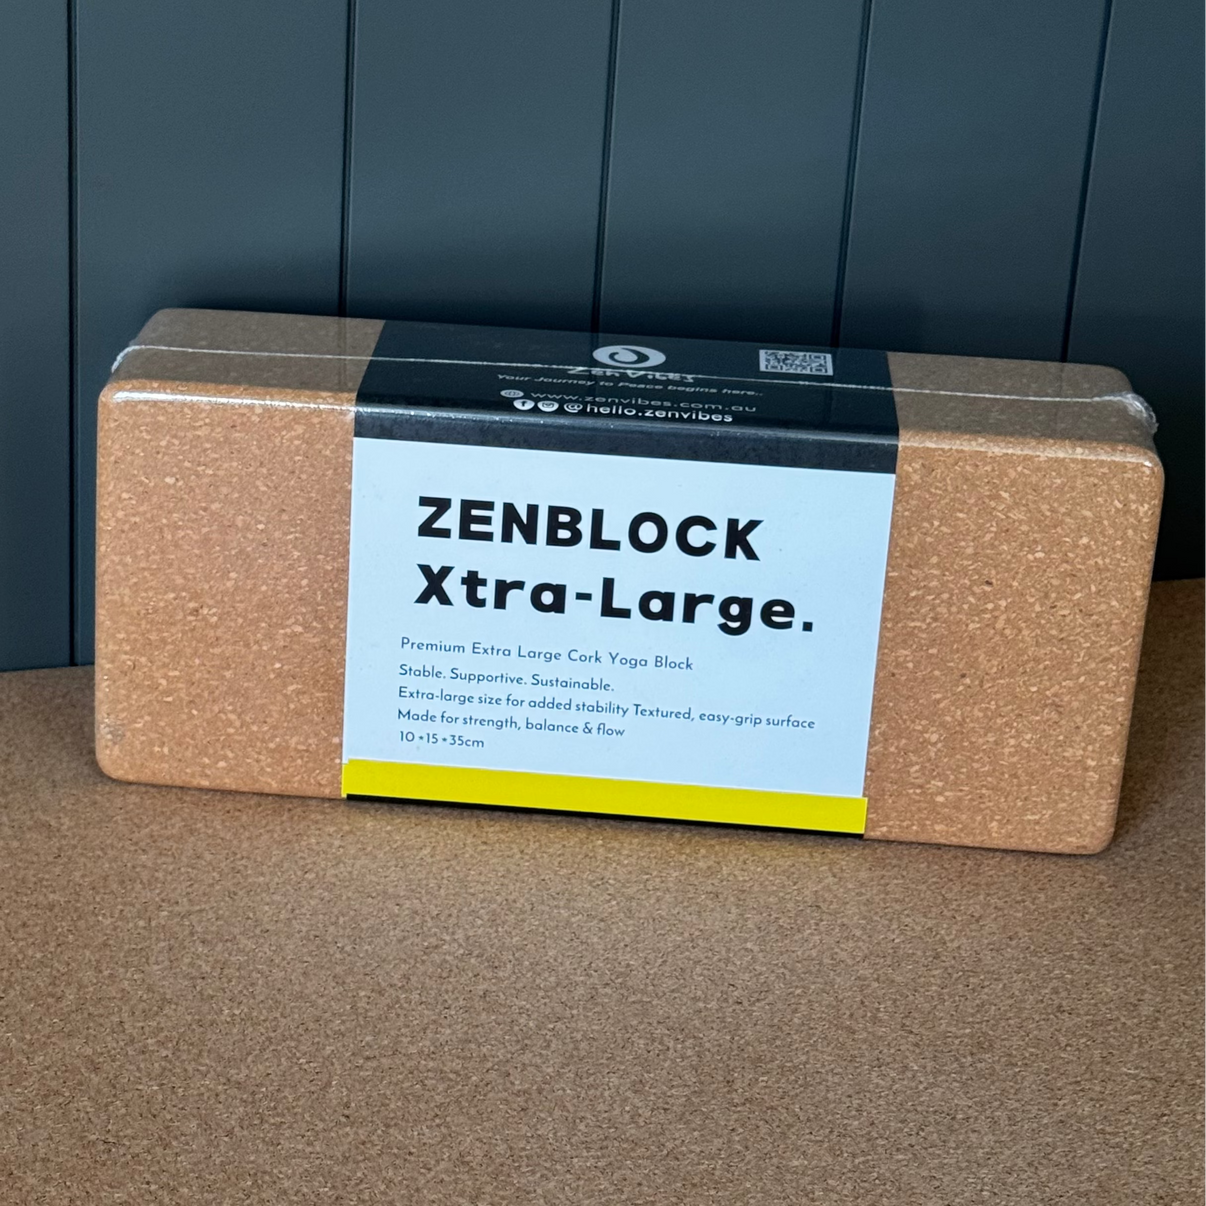 Zen Vibes
Your Journey to Peace begins here..
www.zenvibes.com.au
@hello.zenvibes
ZENBLOCK
Xtra-Large.
Premium Extra Large Cork Yoga Block
Stable. Supportive. Sustainable.
Extra-large size for added stability Textured, easy-grip surface
Made for strength, balance & flow
10*15*35cm